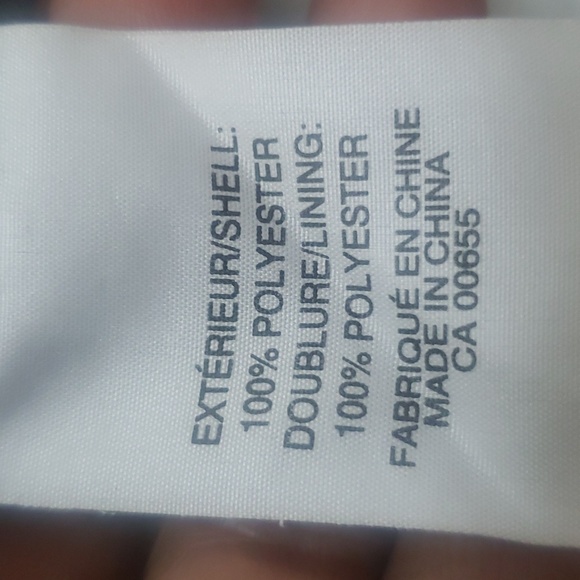 EXTÉRIEUR/SHELL:
100% POLYESTER
DOUBLURE/LINING:
100% POLYESTER
FABRIQUÉ EN CHINE
MADE IN CHINA
CA 00655